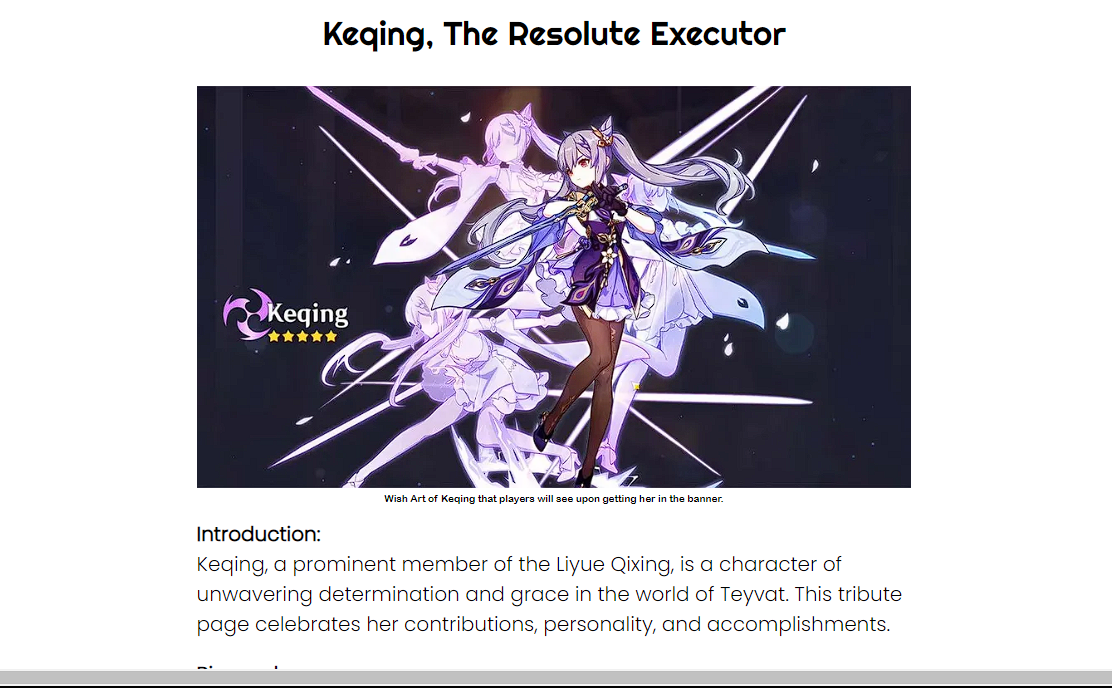 Keqing, The Resolute Executor
Keqing
Wish Art of Keqing that players will see upon getting her in the banner.
Introduction:
Keqing, a prominent member of the Liyue Qixing, is a character of
unwavering determination and grace in the world of Teyvat. This tribute
page celebrates her contributions, personality, and accomplishments.